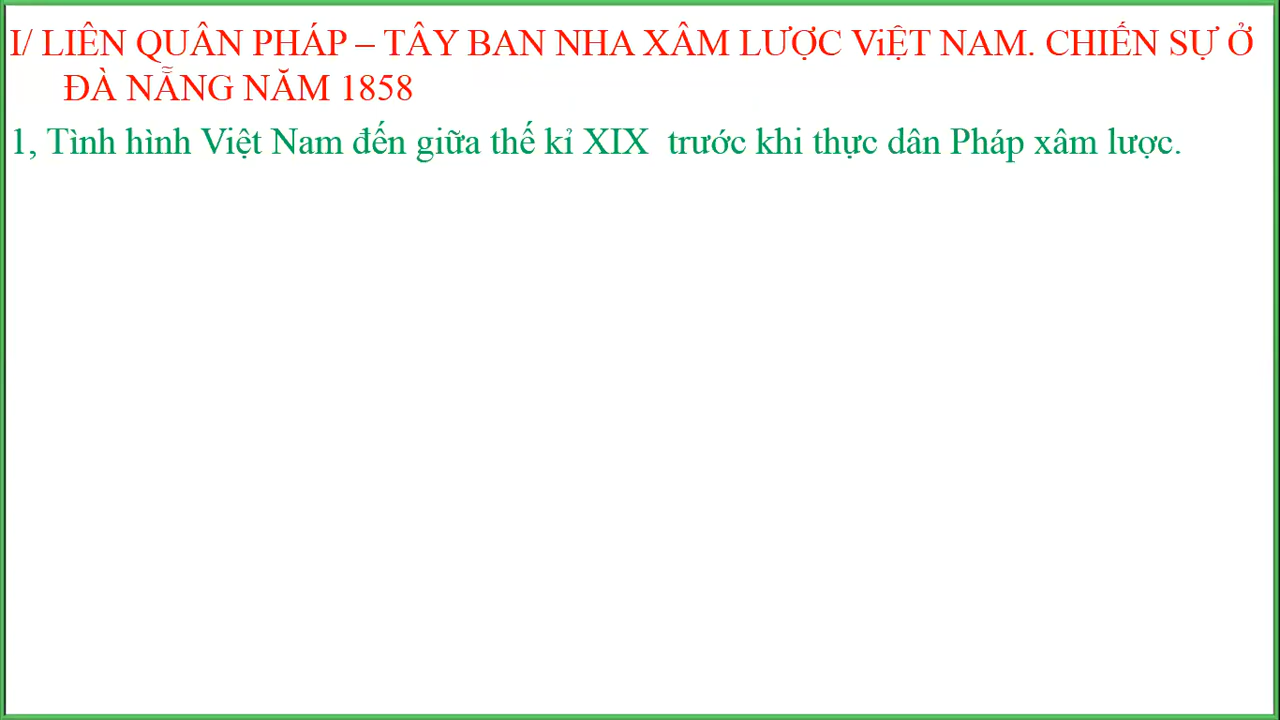 I/ LIÊN QUÂN PHÁP – TÂY BAN NHA XÂM LƯỢC ViỆT NAM. CHIẾN SỰ Ở
ĐÀ NẴNG NĂM 1858
1, Tình hình Việt Nam đến giữa thế kỉ XIX  trước khi thực dân Pháp xâm lược.